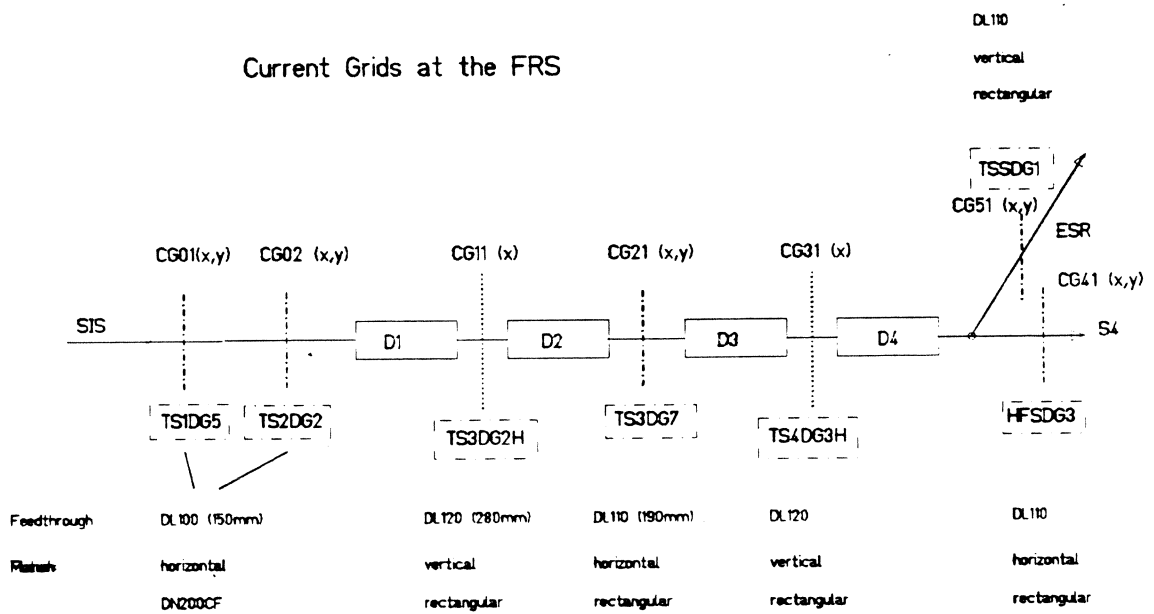 DL110
vertical
rectangular
Current Grids at the FRS
TSSDG1
CG51 (x,y)
ESR
CG01(x,y) CG02 (x,y) CG11 (x) CG21 (x,y) CG31 (x)
CG41 (x,y)
SIS
S4
D1 D2 D3 D4
TS1DG5 TS2DG2 TS3DG2H TS3DG7 TS4DG3H HFSDG3
Feedthrough DL100 (150mm) DL120 (280mm) DL110 (190mm) DL120 DL110
horizontal vertical horizontal vertical horizontal
DN200CF rectangular rectangular rectangular rectangular